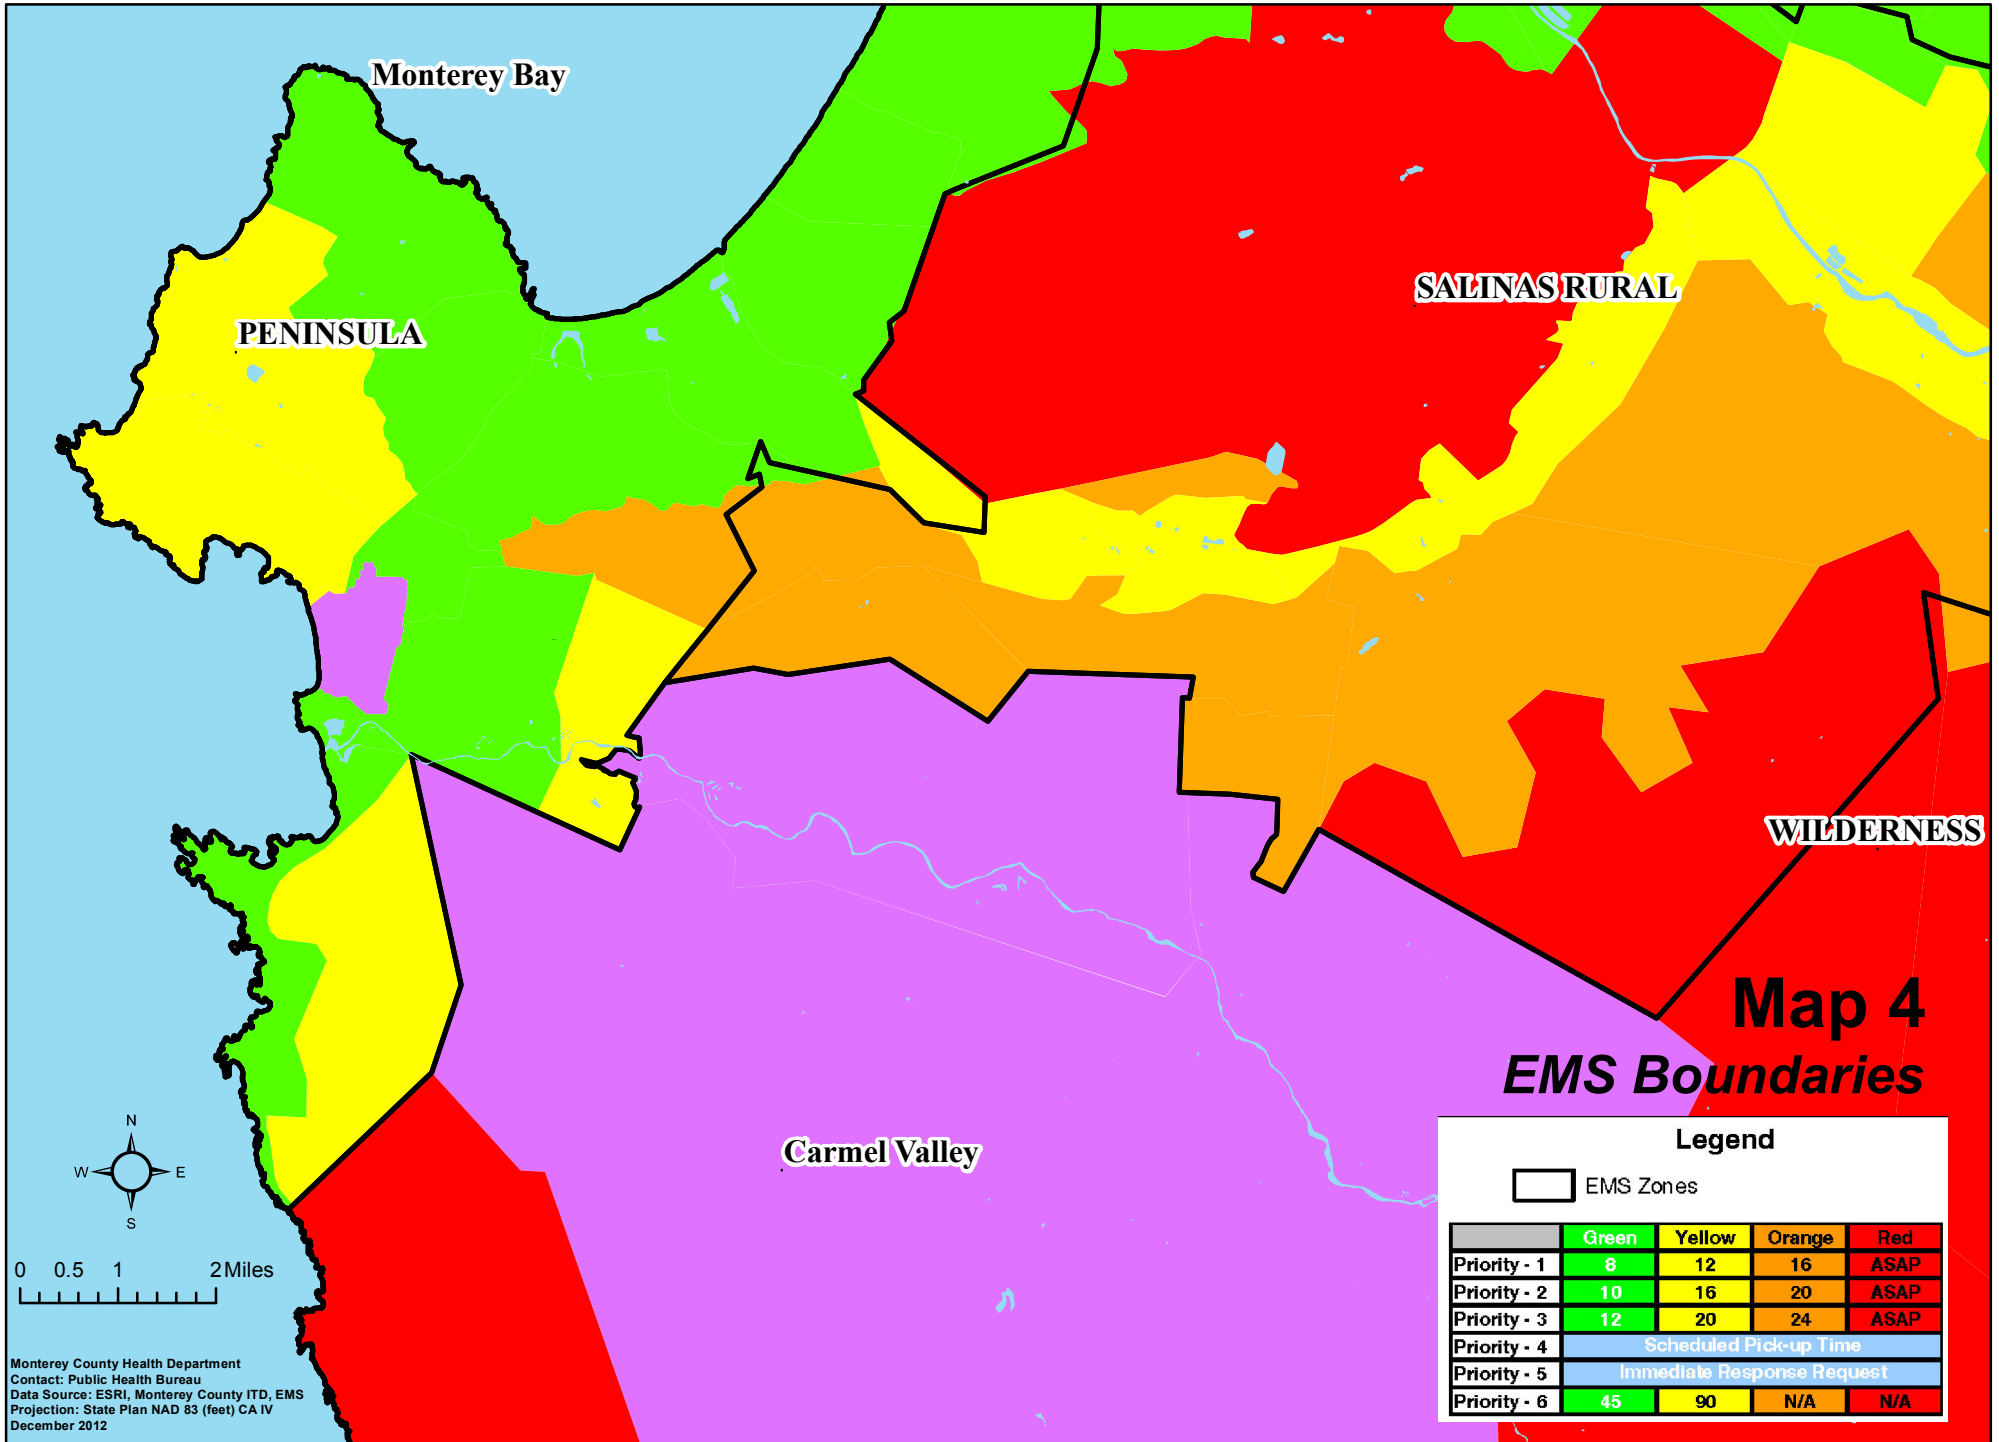 Monterey Bay
SALINAS RURAL
PENINSULA
WILDERNESS
Map 4
EMS Boundaries
Carmel Valley
N
W E
S
0 0.5 1 2 Miles
Monterey County Health Department
Contact: Public Health Bureau
Data Source: ESRI, Monterey County ITD, EMS
Projection: State Plan NAD 83 (feet) CA IV
December 2012
Legend
EMS Zones
Green Yellow Orange Red
Priority - 1 8 12 16 ASAP
Priority - 2 10 16 20 ASAP
Priority - 3 12 20 24 ASAP
Priority - 4 Scheduled Pick-up Time
Priority - 5 Immediate Response Request
Priority - 6 45 90 N/A N/A